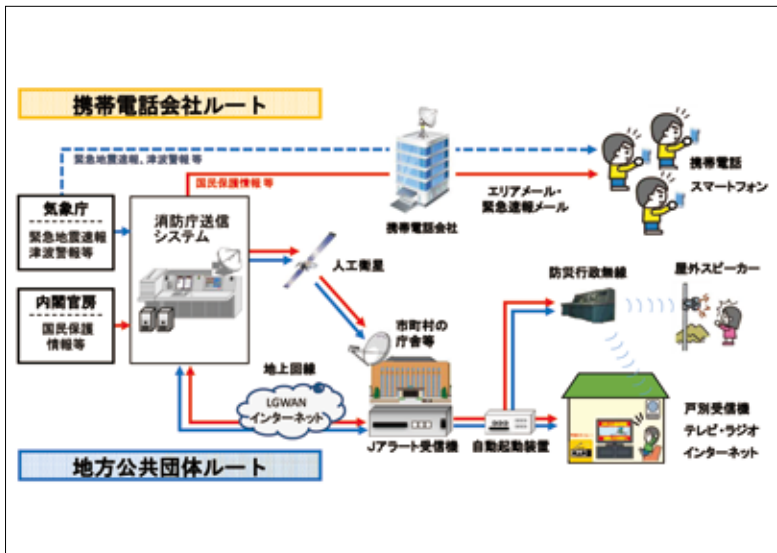 携帯電話会社ルート
緊急地震速報、津波警報等
国民保護情報等
エリアメール・
緊急速報メール
携帯電話会社
携帯電話
スマートフォン
気象庁
緊急地震速報
津波警報等
内閣官房
国民保護
情報等
消防庁送信
システム
人工衛星
市町村の
庁舎等
防災行政無線
屋外スピーカー
地上回線
LGWAN
インターネット
Jアラート受信機
自動起動装置
戸別受信機
テレビ・ラジオ
インターネット
地方公共団体ルート